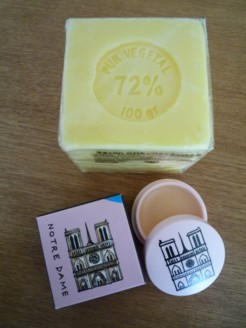 PUR VEGETAL
72%
100 gr
NOTRE DAME